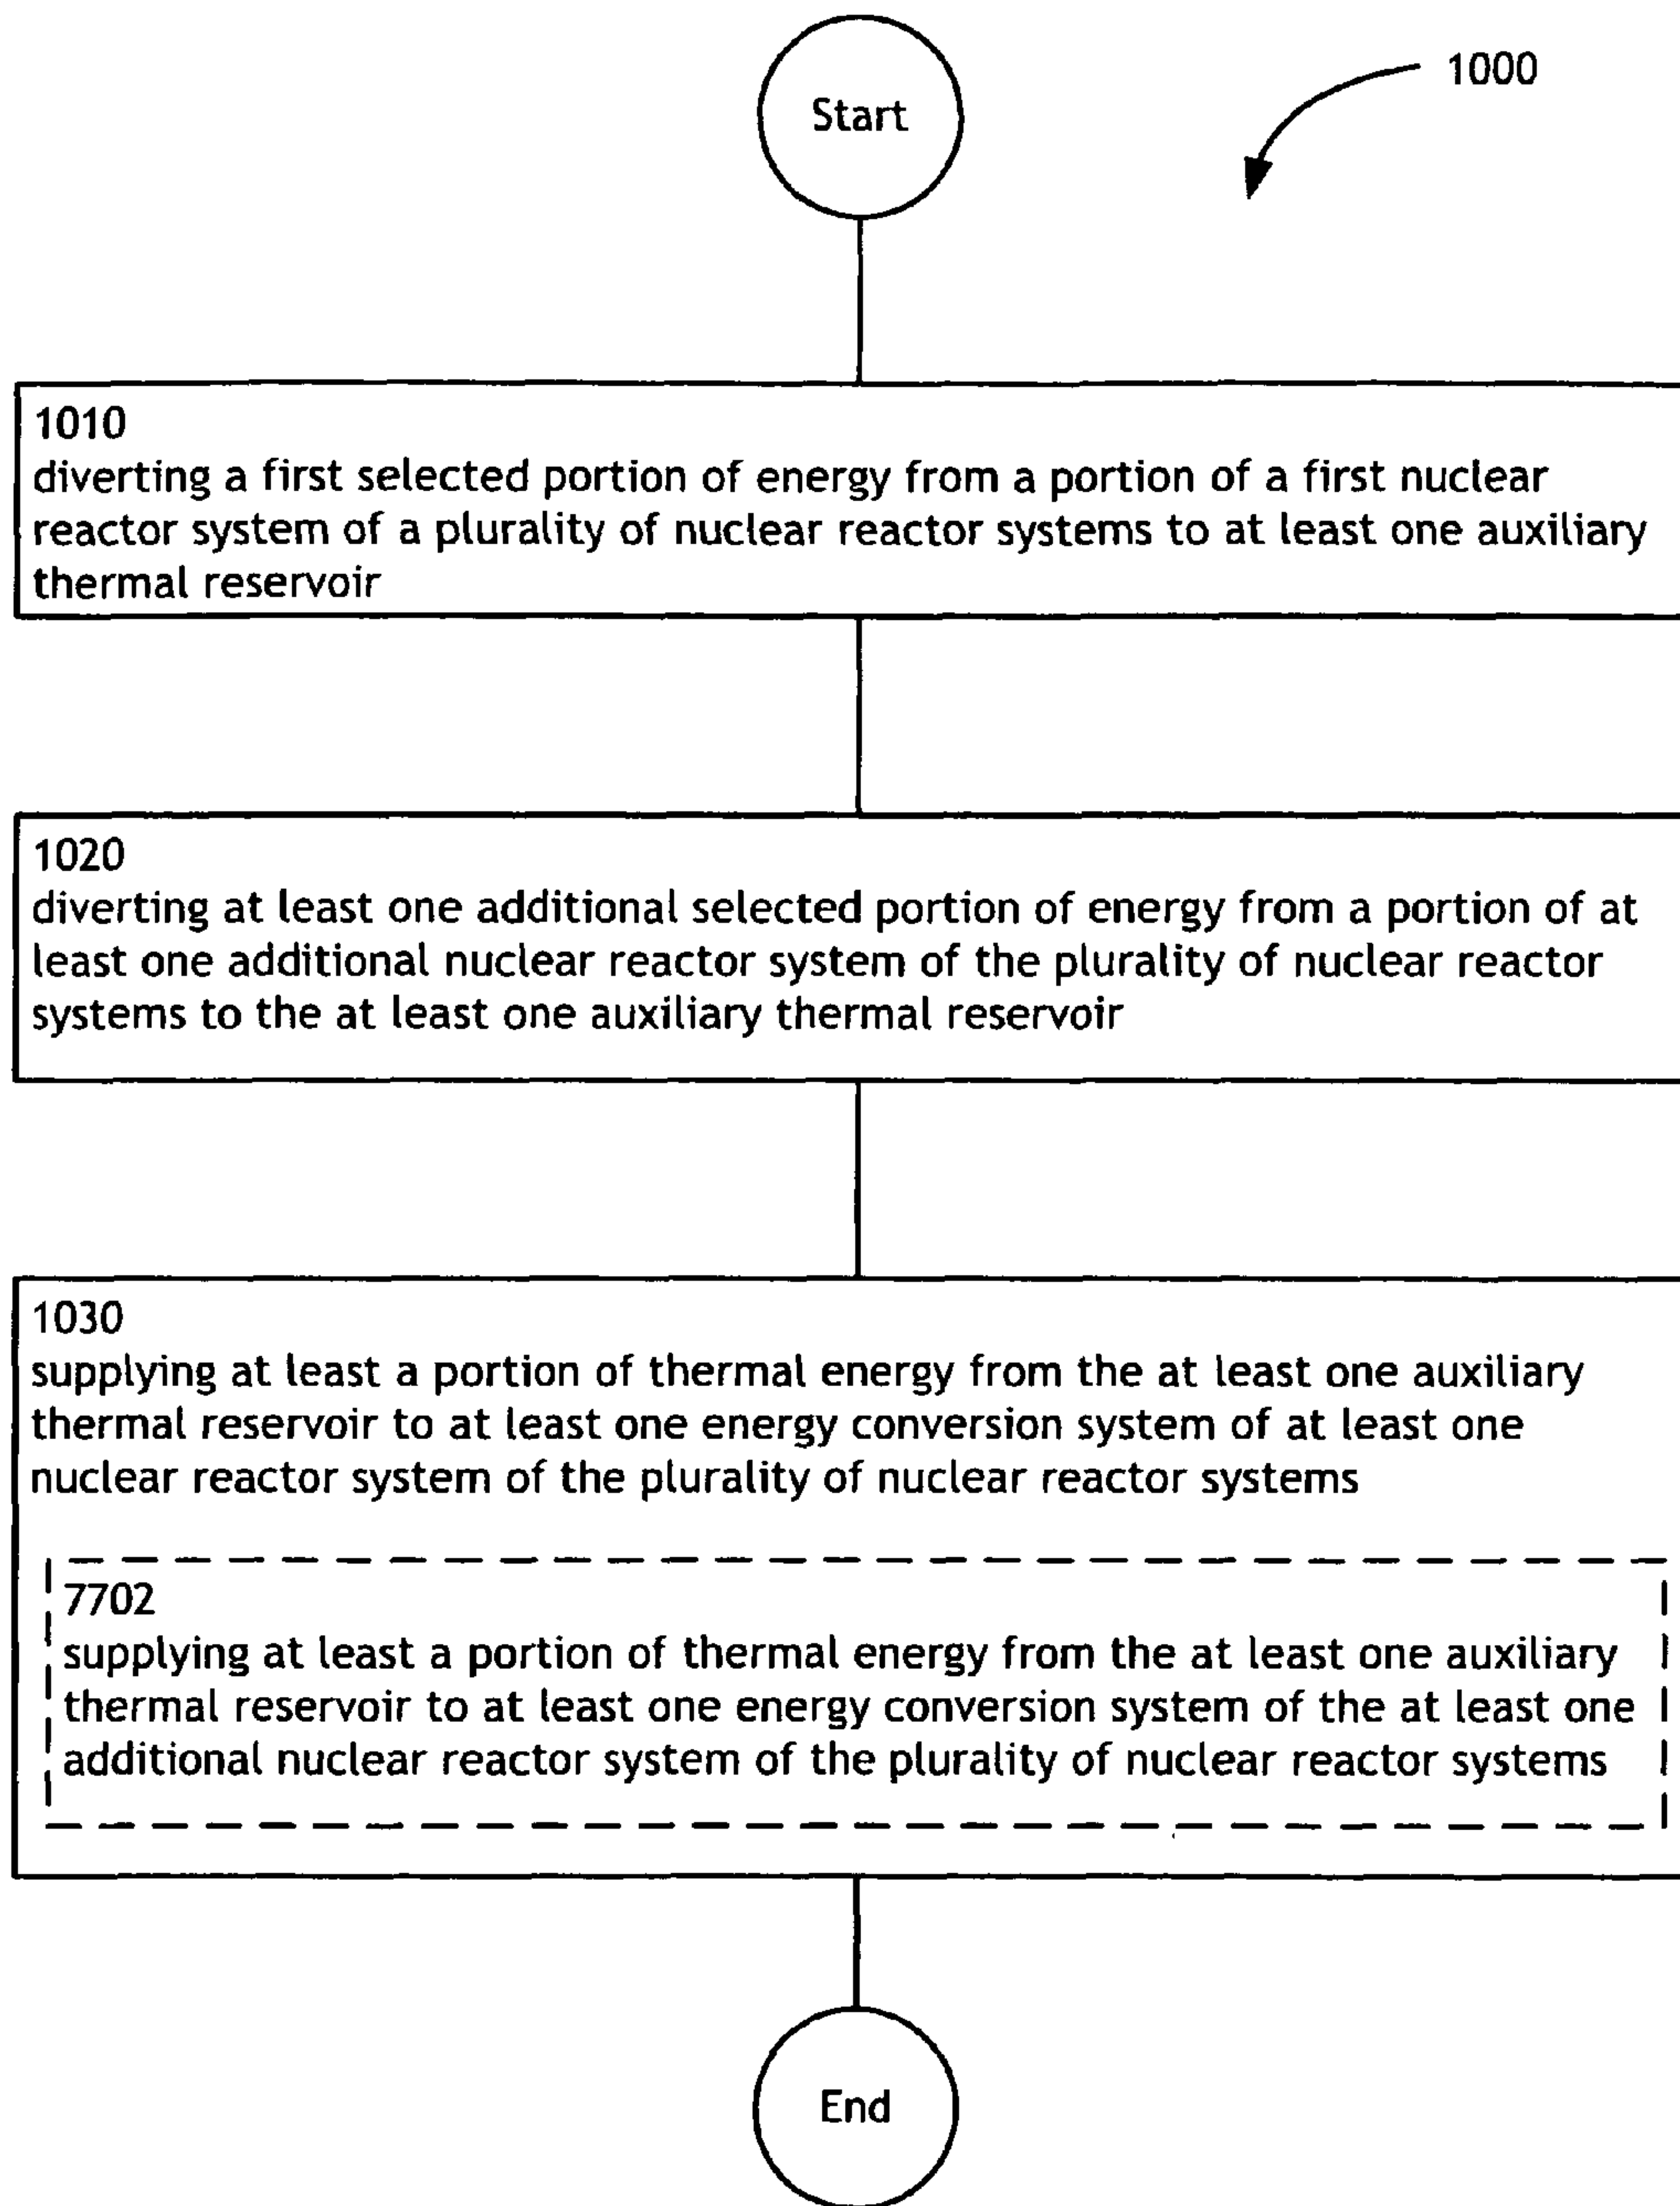 Start
1000
1010
diverting a first selected portion of energy from a portion of a first nuclear
reactor system of a plurality of nuclear reactor systems to at least one auxiliary
thermal reservoir
1020
diverting at least one additional selected portion of energy from a portion of at
least one additional nuclear reactor system of the plurality of nuclear reactor
systems to the at least one auxiliary thermal reservoir
1030
supplying at least a portion of thermal energy from the at least one auxiliary
thermal reservoir to at least one energy conversion system of at least one
nuclear reactor system of the plurality of nuclear reactor systems
7702
supplying at least a portion of thermal energy from the at least one auxiliary
thermal reservoir to at least one energy conversion system of the at least one
additional nuclear reactor system of the plurality of nuclear reactor systems
End